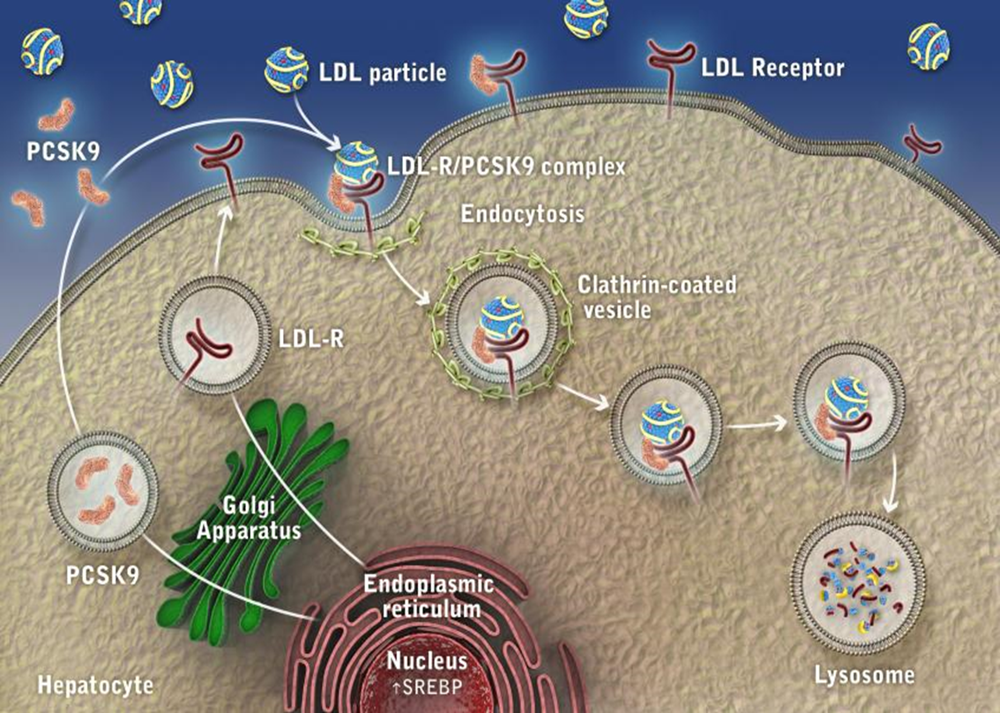 LDL particle
LDL Receptor
PCSK9
LDL-R/PCSK9 complex
Endocytosis
Clathrin-coated
vesicle
LDL-R
Golgi
Apparatus
PCSK9
Endoplasmic
reticulum
Nucleus
↑SREBP
Hepatocyte
Lysosome